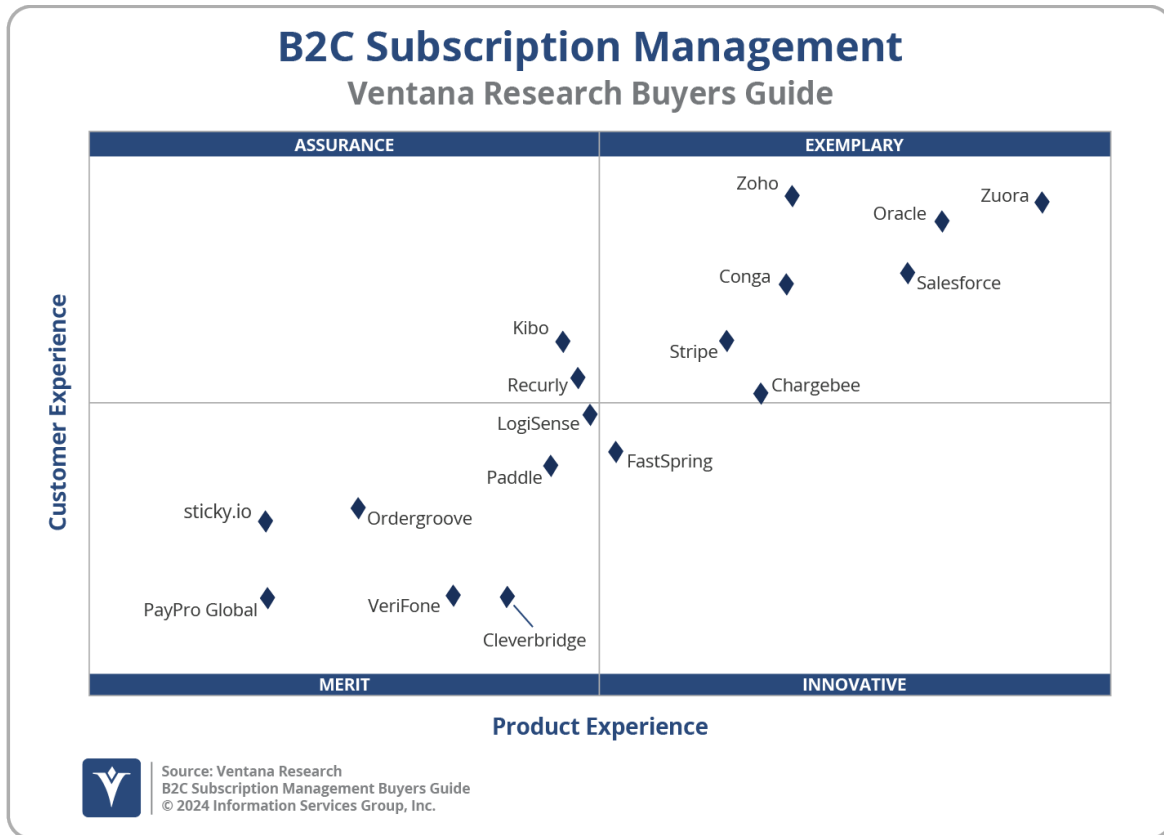 B2C Subscription Management
Ventana Research Buyers Guide
ASSURANCE
EXEMPLARY
Zoho
Zuora
Oracle
Conga
Salesforce
Kibo
Stripe
Recurly
Chargebee
LogiSense
FastSpring
Paddle
sticky.io
Ordergroove
PayPro Global
VeriFone
Cleverbridge
Customer Experience
MERIT
INNOVATIVE
Product Experience
Source: Ventana Research
B2C Subscription Management Buyers Guide
© 2024 Information Services Group, Inc.